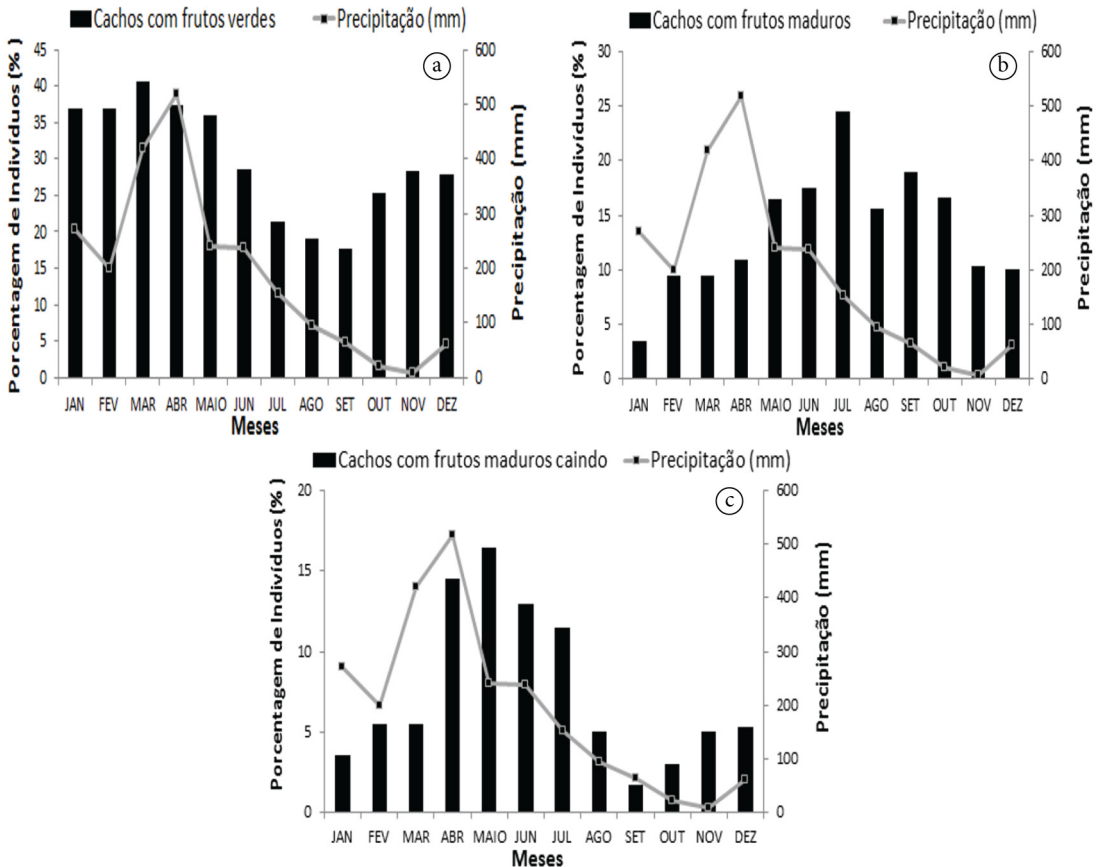 Cachos com frutos verdes
Precipitação (mm)
a
Porcentagem de Indivíduos (% )
45
40
35
30
25
20
15
10
5
0
600
500
400
300
200
100
0
Precipitação (mm)
JAN FEV MAR ABR MAIO JUN JUL AGO SET OUT NOV DEZ
Meses
Cachos com frutos maduros
Precipitação (mm)
b
Porcentagem de Indivíduos (% )
30
25
20
15
10
5
0
600
500
400
300
200
100
0
Precipitação (mm)
JAN FEV MAR ABR MAIO JUN JUL AGO SET OUT NOV DEZ
Meses
Cachos com frutos maduros caindo
Precipitação (mm)
c
Porcentagem de Indivíduos (% )
20
15
10
5
0
600
500
400
300
200
100
0
Precipitação (mm)
JAN FEV MAR ABR MAIO JUN JUL AGO SET OUT NOV DEZ
Meses